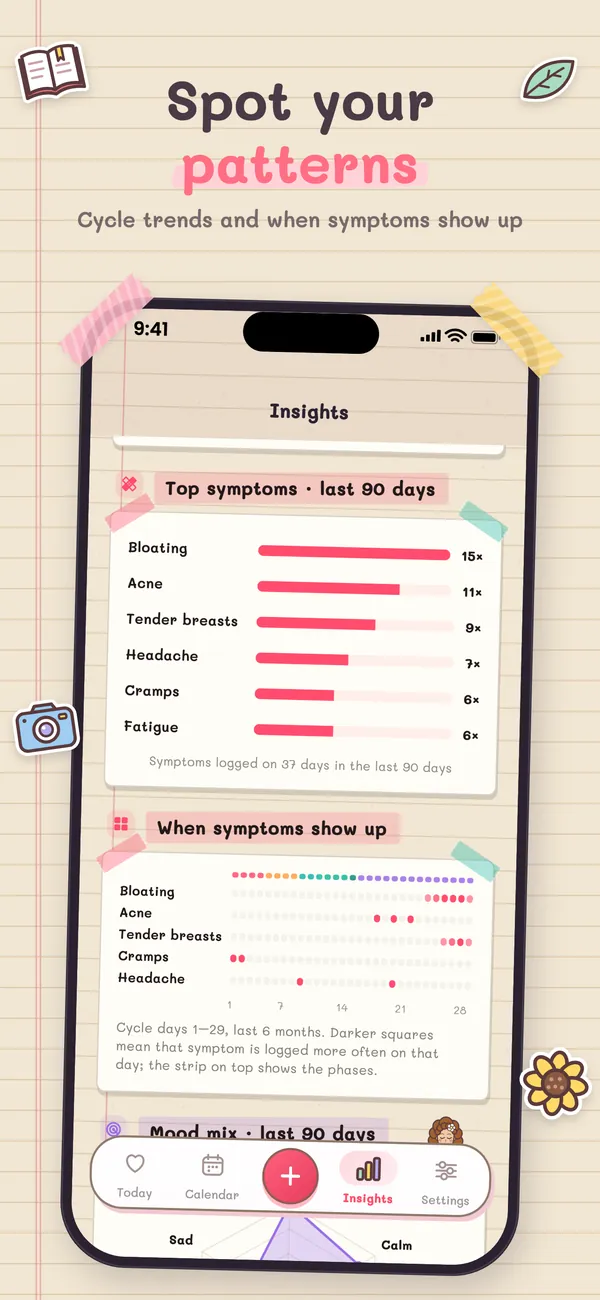 Spot your
patterns
Cycle trends and when symptoms show up
9:41
Insights
Top symptoms · last 90 days
Bloating 15×
Acne 11×
Tender breasts 9×
Headache 7×
Cramps 6×
Fatigue 6×
Symptoms logged on 37 days in the last 90 days
When symptoms show up
Bloating
Acne
Tender breasts
Cramps
Headache
1 7 14 21 28
Cycle days 1–29, last 6 months. Darker squares
mean that symptom is logged more often on that
day; the strip on top shows the phases.
Mood mix · last 90 days
Today Calendar + Insights Settings
Sad Calm